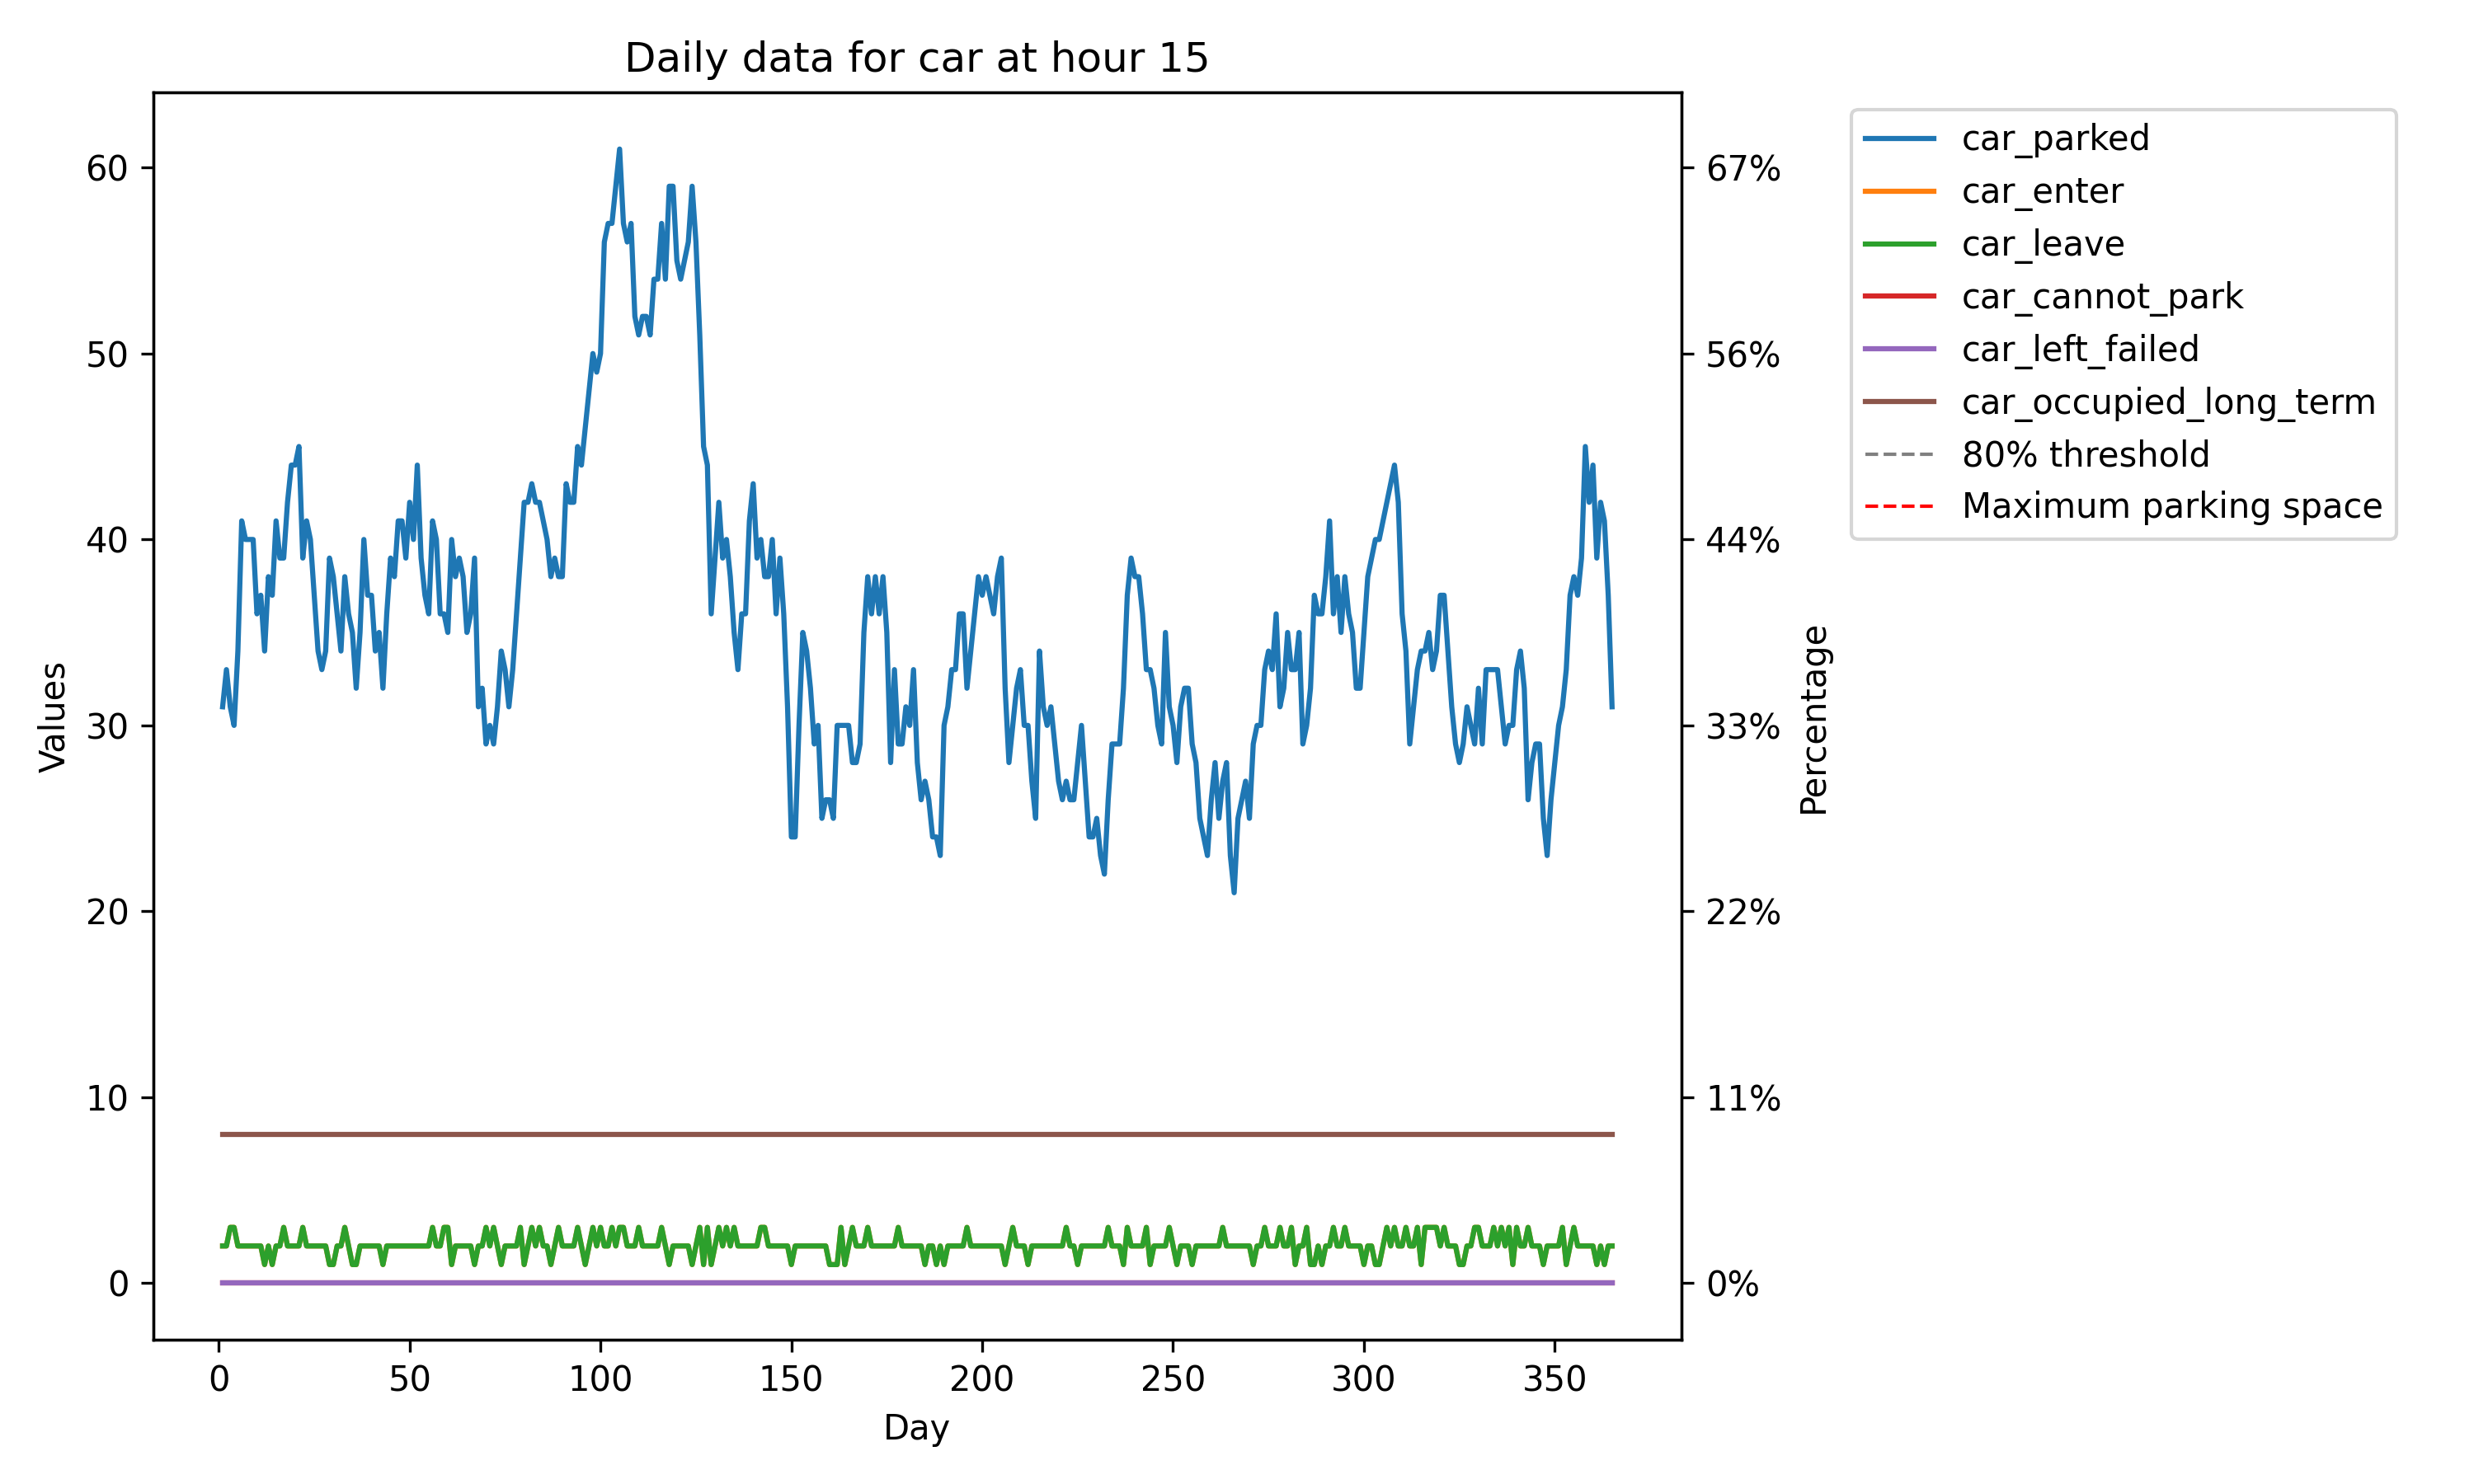 Daily data for car at hour 15
60
50
40
30
20
10
0
Values
0
50
100
150
200
250
300
350
Day
67%
56%
44%
33%
22%
11%
0%
Percentage
car_parked
car_enter
car_leave
car_cannot_park
car_left_failed
car_occupied_long_term
80% threshold
Maximum parking space